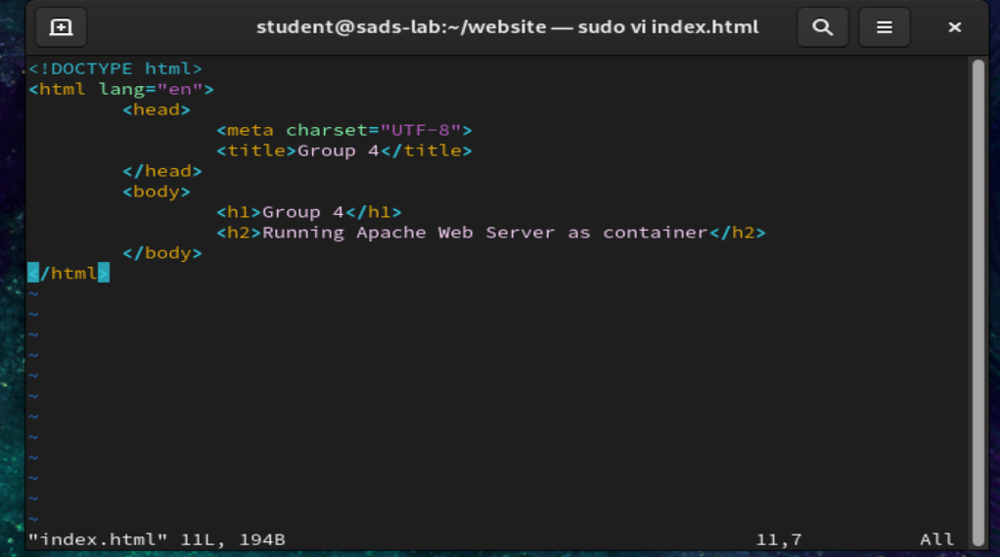 student@sads-lab:~/website — sudo vi index.html
<!DOCTYPE html>
<html lang="en">
        <head>
                <meta charset="UTF-8">
                <title>Group 4</title>
        </head>
        <body>
                <h1>Group 4</h1>
                <h2>Running Apache Web Server as container</h2>
        </body>
</html>
~
~
~
~
~
~
~
~
~
~
~
~
"index.html" 11L, 194B 11,7 All